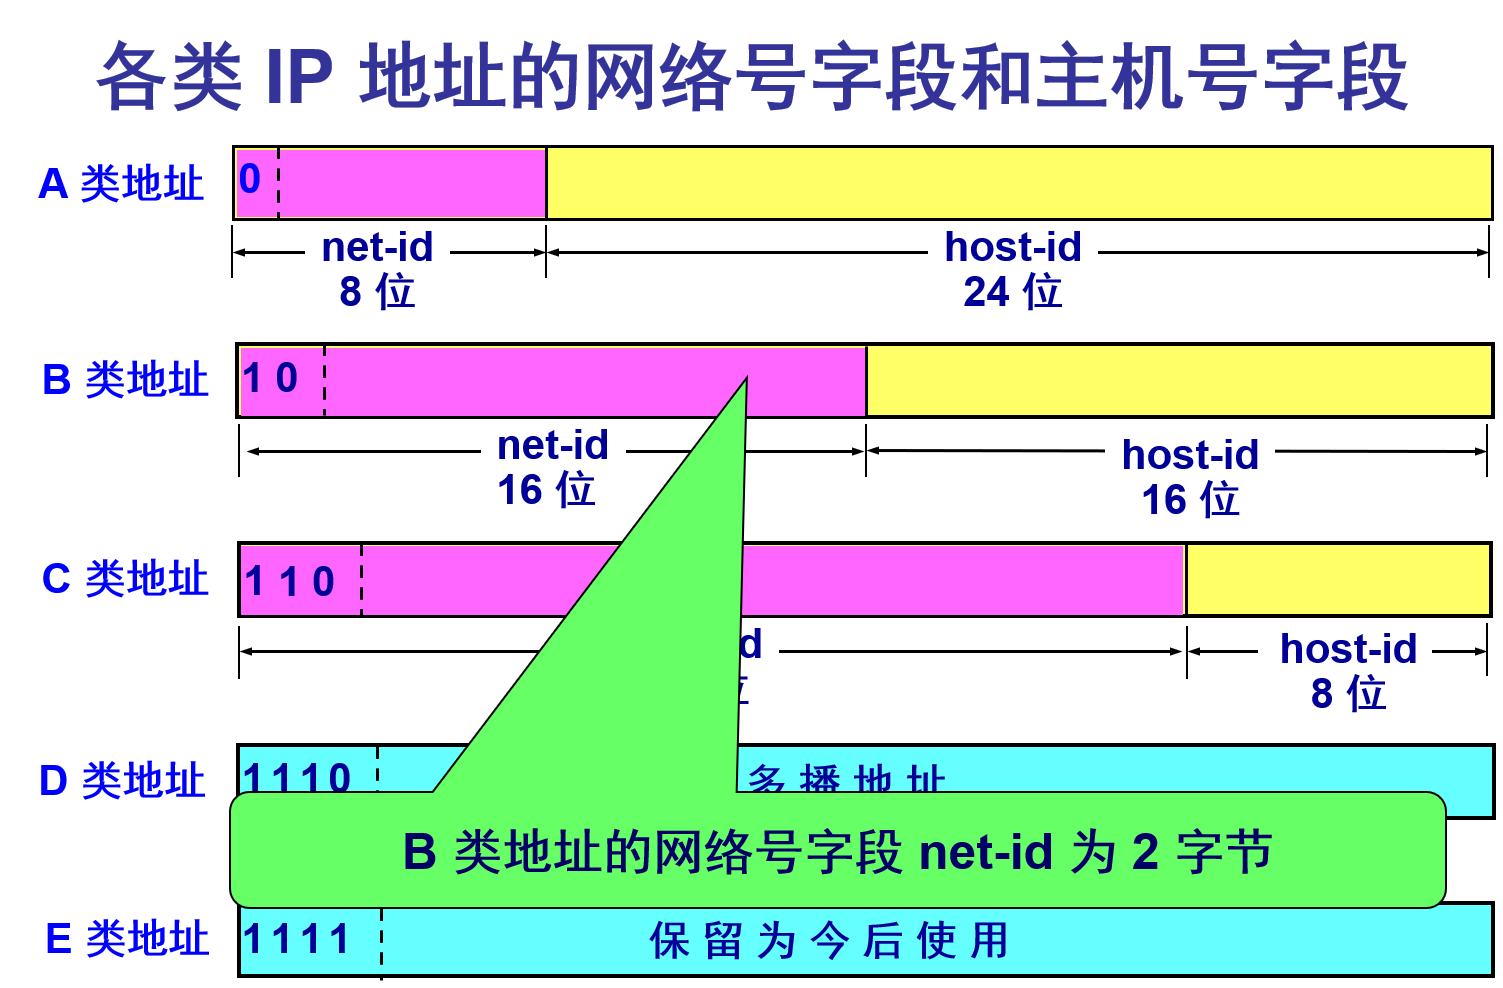 各类 IP 地址的网络号字段和主机号字段
A 类地址
0
net-id
8 位
host-id
24 位
B 类地址
1 0
net-id
16 位
host-id
16 位
C 类地址
1 1 0
d
位
host-id
8 位
D 类地址
1 1 1 0
多 播 地 址
B 类地址的网络号字段 net-id 为 2 字节
E 类地址
1 1 1 1
保 留 为 今 后 使 用